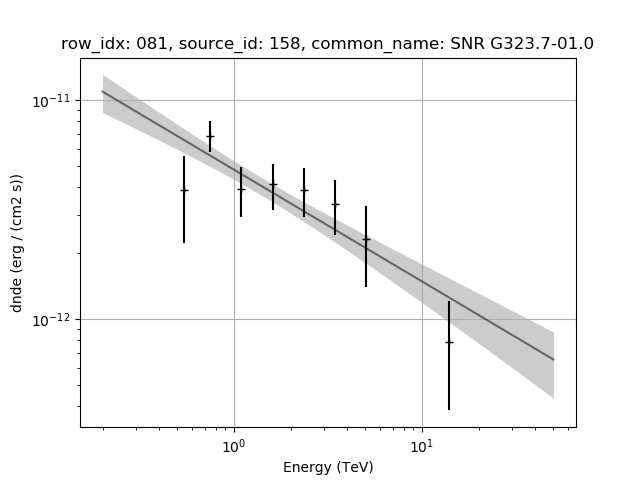 row_idx: 081, source_id: 158, common_name: SNR G323.7-01.0
10⁻¹¹
10⁻¹²
dnde (erg / (cm2 s))
10⁰
10¹
Energy (TeV)